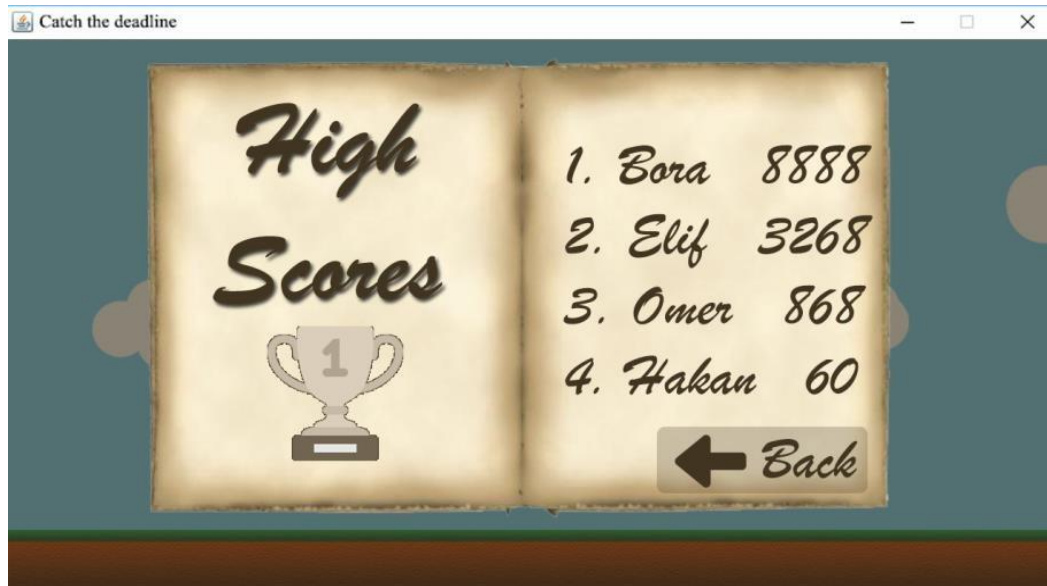 Catch the deadline
High
Scores
1
1. Bora 8888
2. Elif 3268
3. Omer 868
4. Hakan 60
Back